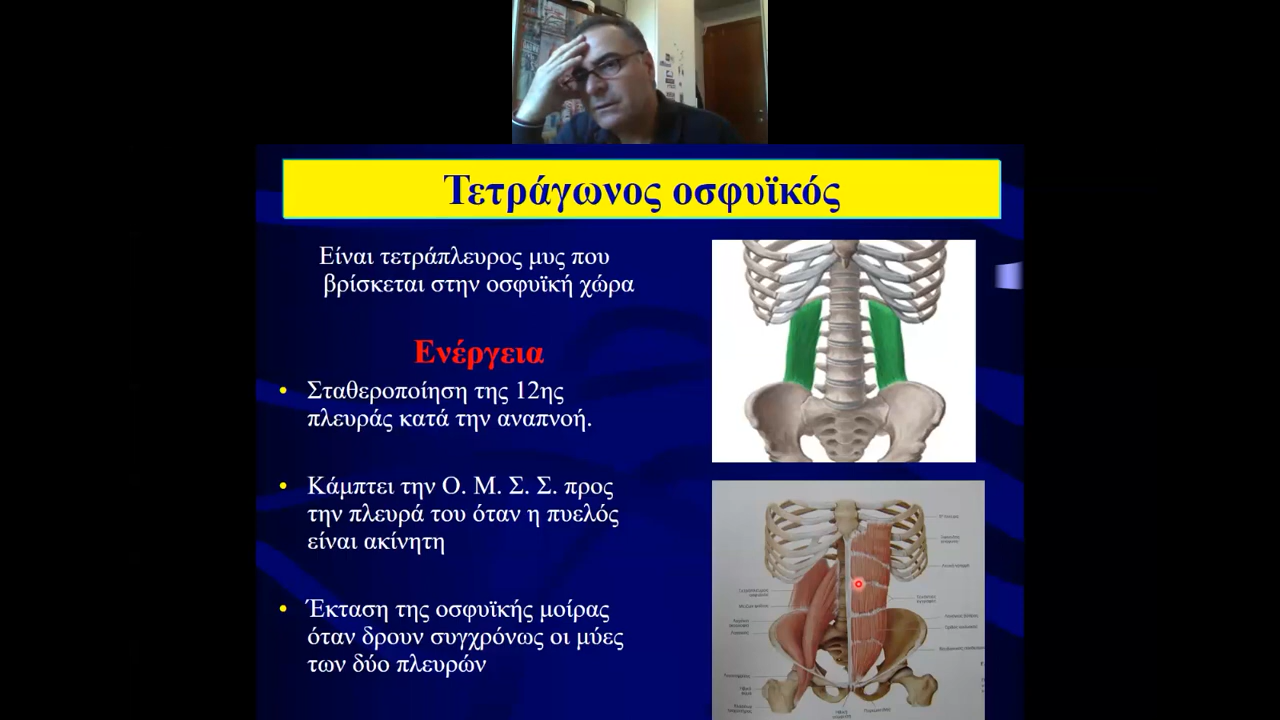 Τετράγωνος οσφυϊκός
Είναι τετράπλευρος μυς που
βρίσκεται στην οσφυϊκή χώρα
Ενέργεια
• Σταθεροποίηση της 12ης
πλευράς κατά την αναπνοή.
• Κάμπτει την Ο. Μ. Σ. Σ. προς
την πλευρά του όταν η πυελός
είναι ακίνητη
• Έκταση της οσφυϊκής μοίρας
όταν δρουν συγχρόνως οι μύες
των δύο πλευρών